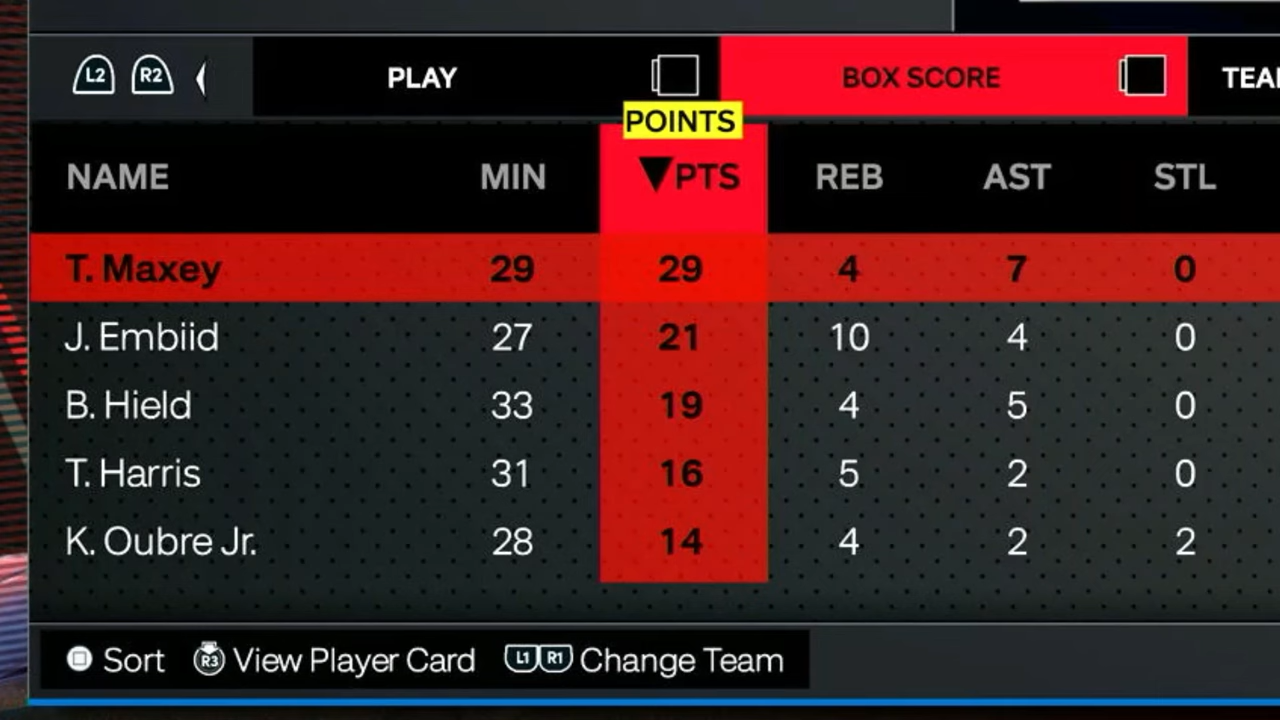 L2 R2 PLAY BOX SCORE TEA
POINTS
NAME MIN ▼PTS REB AST STL
T. Maxey 29 29 4 7 0
J. Embiid 27 21 10 4 0
B. Hield 33 19 4 5 0
T. Harris 31 16 5 2 0
K. Oubre Jr. 28 14 4 2 2
Sort R3 View Player Card L1 R1 Change Team